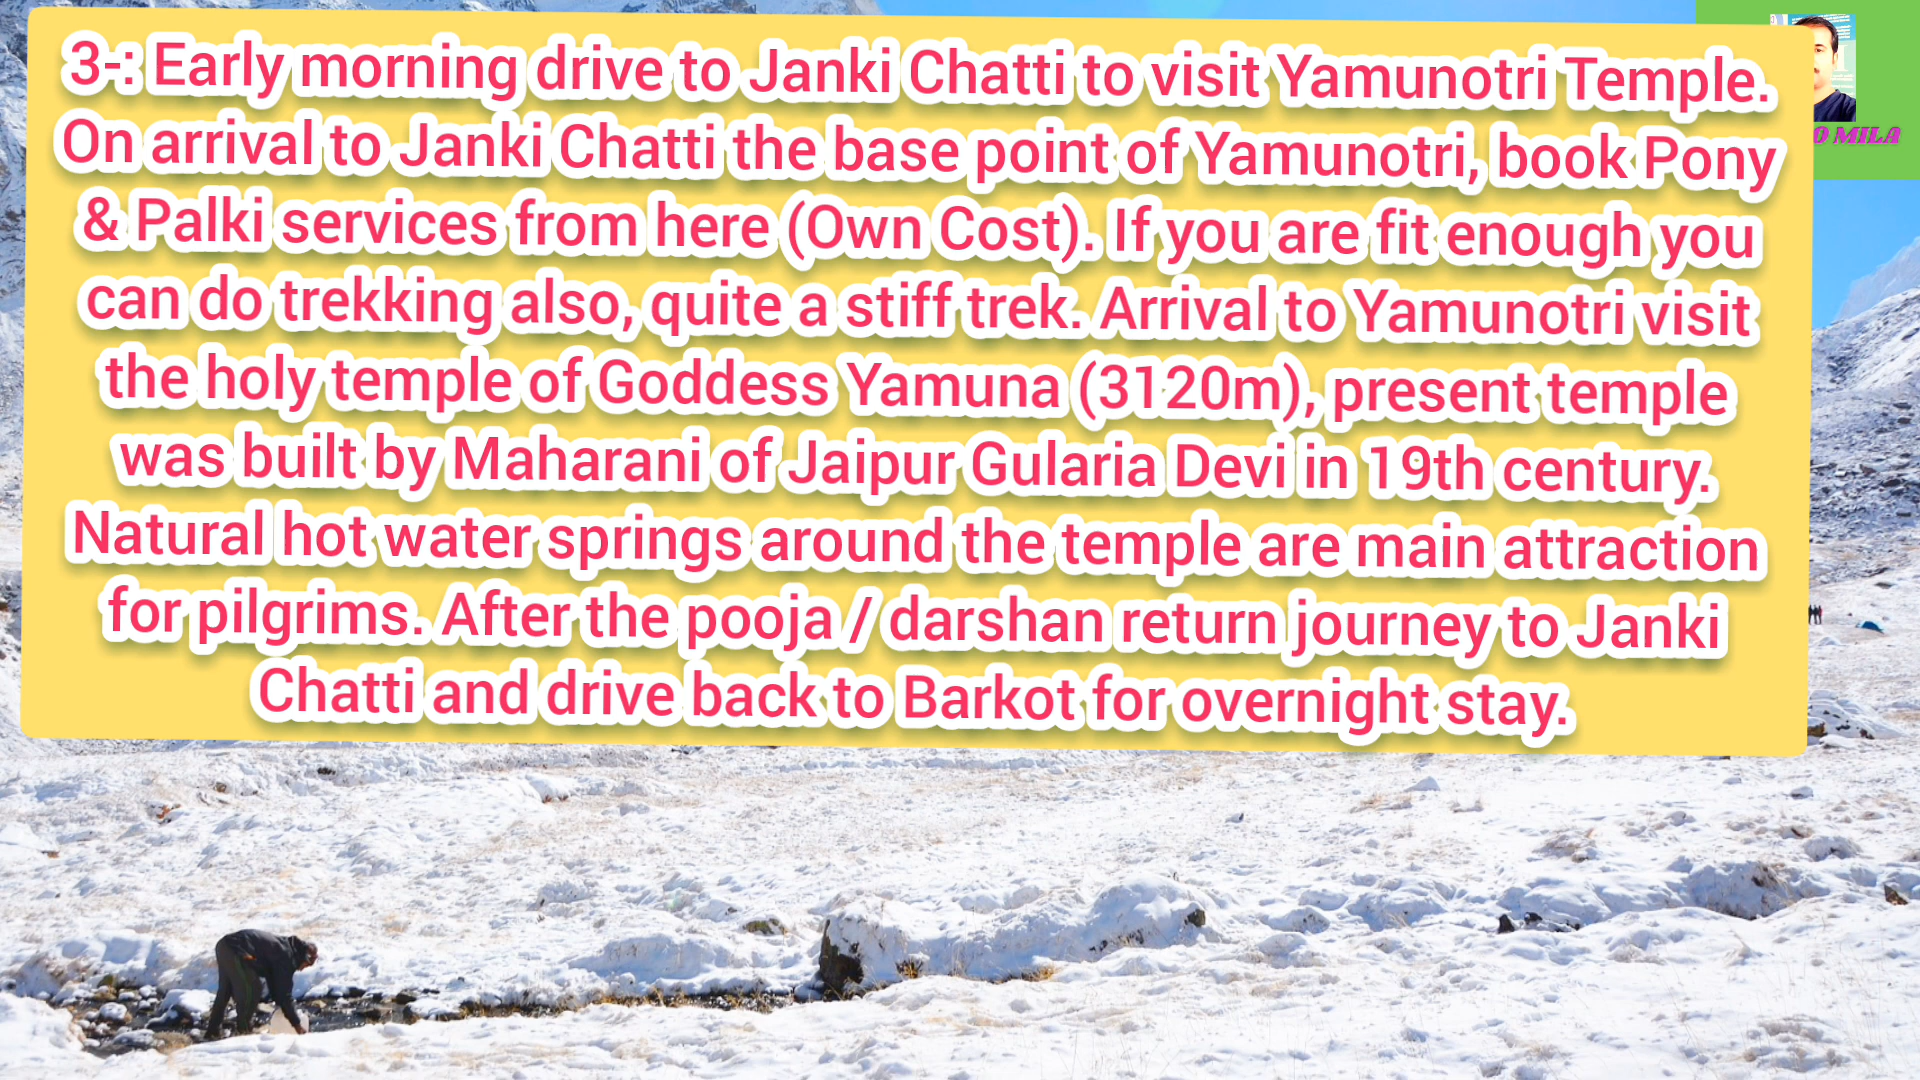 3-: Early morning drive to Janki Chatti to visit Yamunotri Temple.
On arrival to Janki Chatti the base point of Yamunotri, book Pony
& Palki services from here (Own Cost). If you are fit enough you
can do trekking also, quite a stiff trek. Arrival to Yamunotri visit
the holy temple of Goddess Yamuna (3120m), present temple
was built by Maharani of Jaipur Gularia Devi in 19th century.
Natural hot water springs around the temple are main attraction
for pilgrims. After the pooja / darshan return journey to Janki
Chatti and drive back to Barkot for overnight stay.
MILA